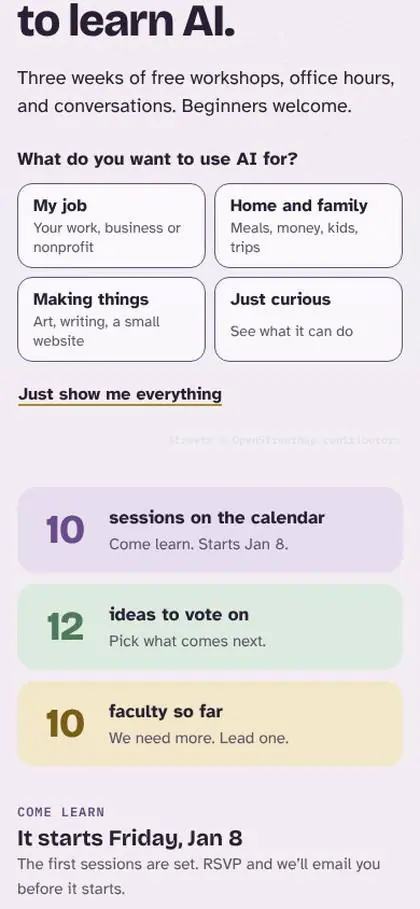 to learn AI.
Three weeks of free workshops, office hours,
and conversations. Beginners welcome.
What do you want to use AI for?
My job
Your work, business or
nonprofit
Home and family
Meals, money, kids,
trips
Making things
Art, writing, a small
website
Just curious
See what it can do
Just show me everything
Streets © OpenStreetMap contributors
10
sessions on the calendar
Come learn. Starts Jan 8.
12
ideas to vote on
Pick what comes next.
10
faculty so far
We need more. Lead one.
COME LEARN
It starts Friday, Jan 8
The first sessions are set. RSVP and we’ll email you
before it starts.